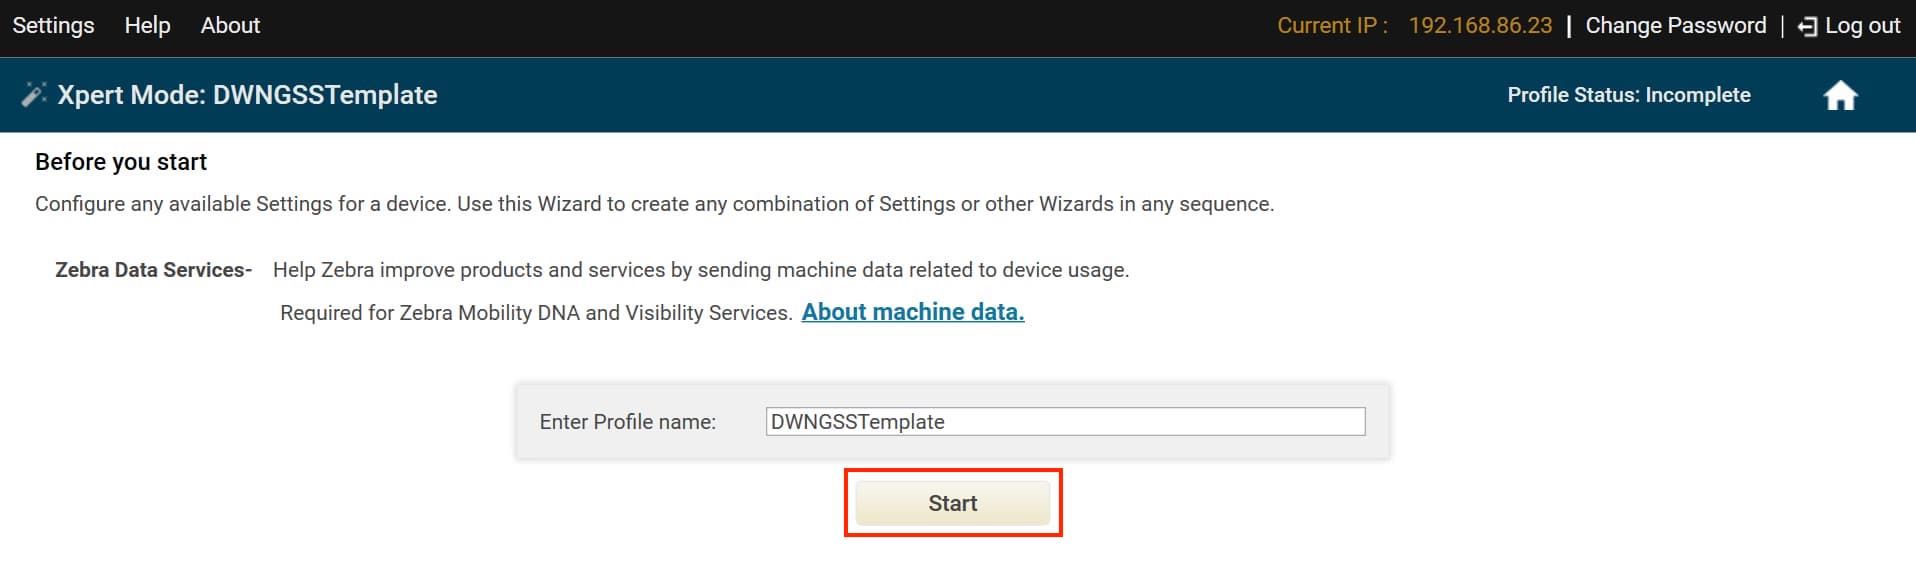 Settings Help About Current IP : 192.168.86.23 | Change Password | Log out
Xpert Mode: DWNGSSTemplate Profile Status: Incomplete
Before you start
Configure any available Settings for a device. Use this Wizard to create any combination of Settings or other Wizards in any sequence.
Zebra Data Services- Help Zebra improve products and services by sending machine data related to device usage.
Required for Zebra Mobility DNA and Visibility Services. About machine data.
Enter Profile name: DWNGSSTemplate
Start